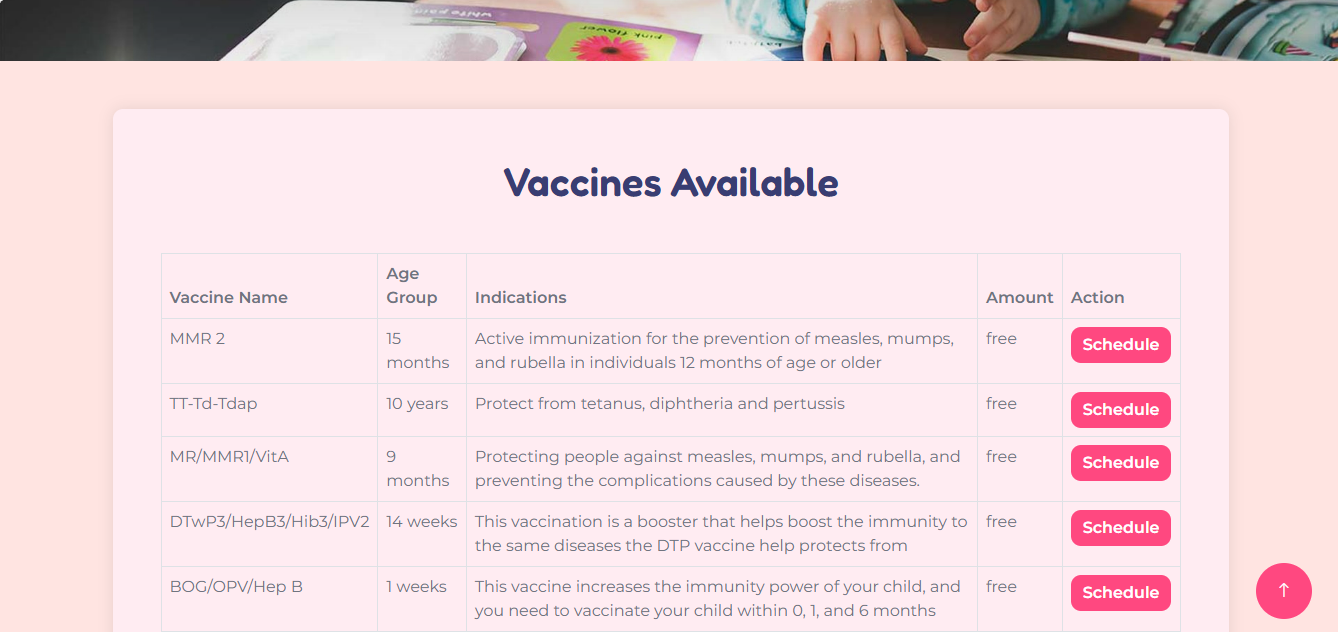 white pain
pink flower
Vaccines Available
Vaccine Name
Age
Group
Indications
Amount
Action
MMR 2
15
months
Active immunization for the prevention of measles, mumps,
and rubella in individuals 12 months of age or older
free
Schedule
TT-Td-Tdap
10 years
Protect from tetanus, diphtheria and pertussis
free
Schedule
MR/MMR1/VitA
9
months
Protecting people against measles, mumps, and rubella, and
preventing the complications caused by these diseases.
free
Schedule
DTwP3/HepB3/Hib3/IPV2
14 weeks
This vaccination is a booster that helps boost the immunity to
the same diseases the DTP vaccine help protects from
free
Schedule
BOG/OPV/Hep B
1 weeks
This vaccine increases the immunity power of your child, and
you need to vaccinate your child within 0, 1, and 6 months
free
Schedule